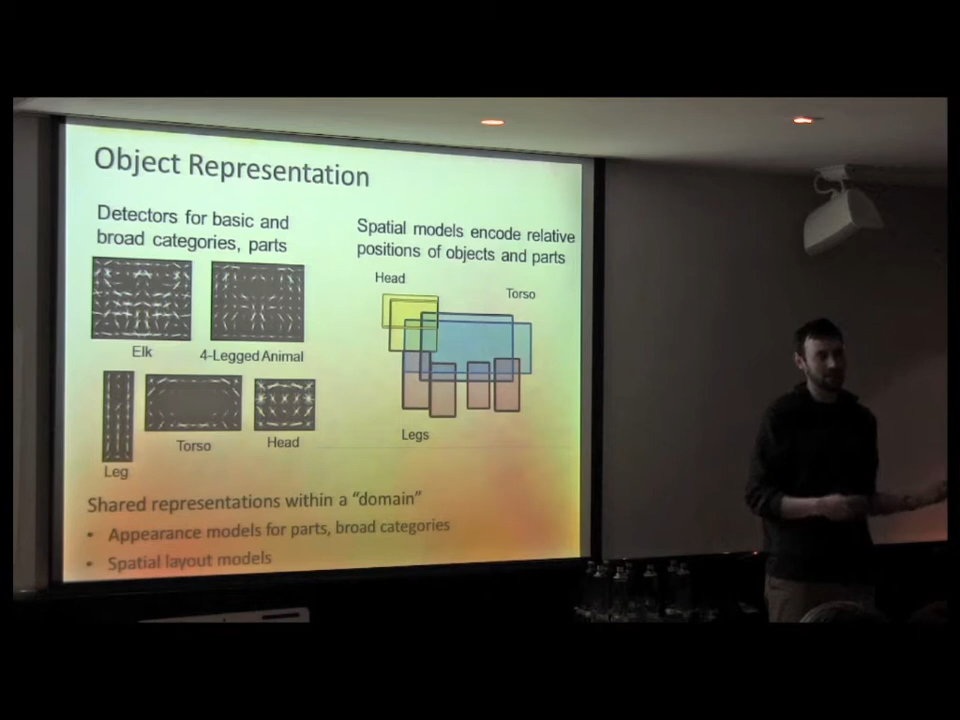 Object Representation
Detectors for basic and
broad categories, parts
Elk
4-Legged Animal
Leg
Torso
Head
Spatial models encode relative
positions of objects and parts
Head
Torso
Legs
Shared representations within a “domain”
• Appearance models for parts, broad categories
• Spatial layout models